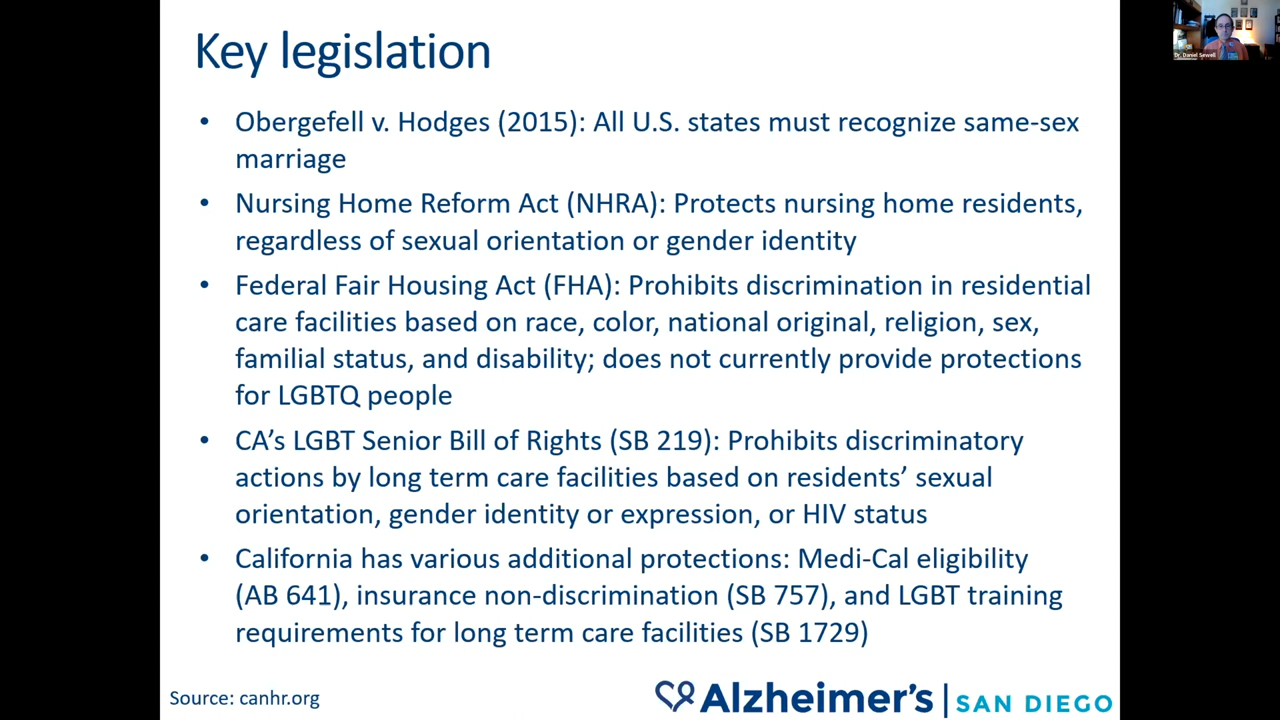 Key legislation
Dr. Daniel Sewell
• Obergefell v. Hodges (2015): All U.S. states must recognize same-sex
marriage
• Nursing Home Reform Act (NHRA): Protects nursing home residents,
regardless of sexual orientation or gender identity
• Federal Fair Housing Act (FHA): Prohibits discrimination in residential
care facilities based on race, color, national original, religion, sex,
familial status, and disability; does not currently provide protections
for LGBTQ people
• CA’s LGBT Senior Bill of Rights (SB 219): Prohibits discriminatory
actions by long term care facilities based on residents’ sexual
orientation, gender identity or expression, or HIV status
• California has various additional protections: Medi-Cal eligibility
(AB 641), insurance non-discrimination (SB 757), and LGBT training
requirements for long term care facilities (SB 1729)
Source: canhr.org
Alzheimer’s | SAN DIEGO